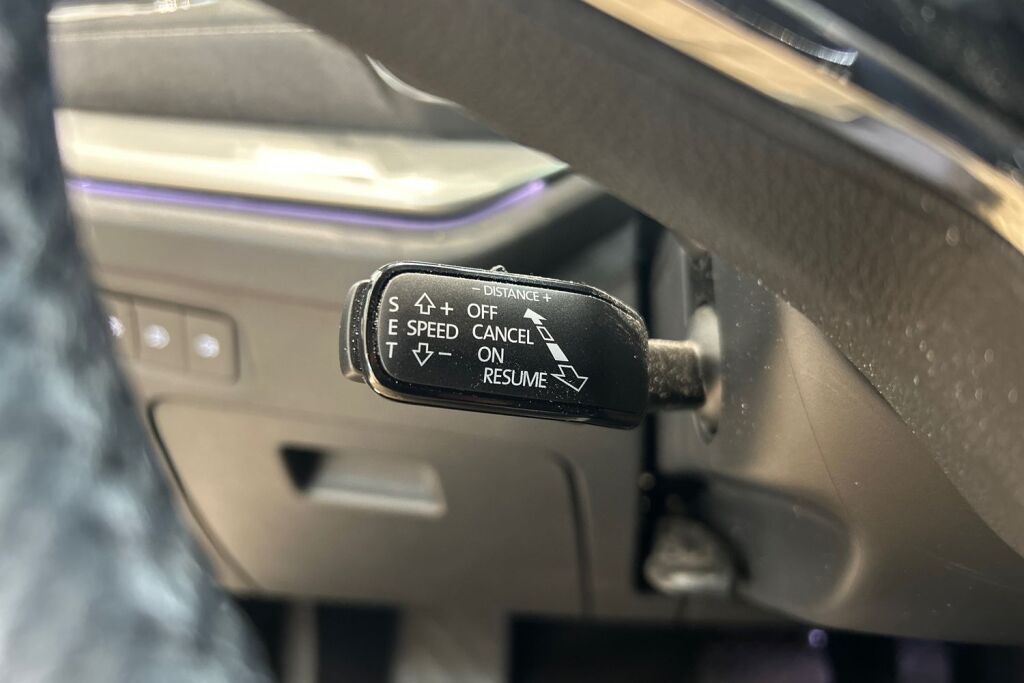 - DISTANCE +
S + OFF
E SPEED CANCEL
T - ON
RESUME